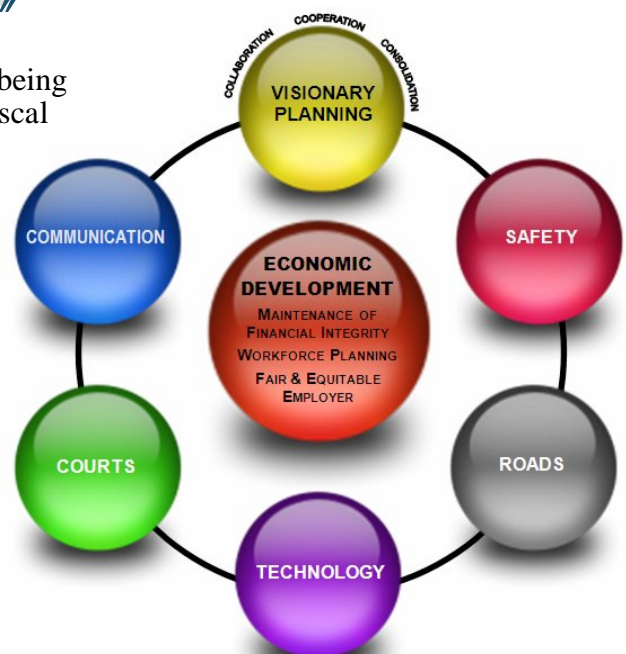 COLLABORATION
COOPERATION
CONSOLIDATION
being
scal
VISIONARY
PLANNING
COMMUNICATION
SAFETY
ECONOMIC
DEVELOPMENT
MAINTENANCE OF
FINANCIAL INTEGRITY
WORKFORCE PLANNING
FAIR & EQUITABLE
EMPLOYER
COURTS
ROADS
TECHNOLOGY